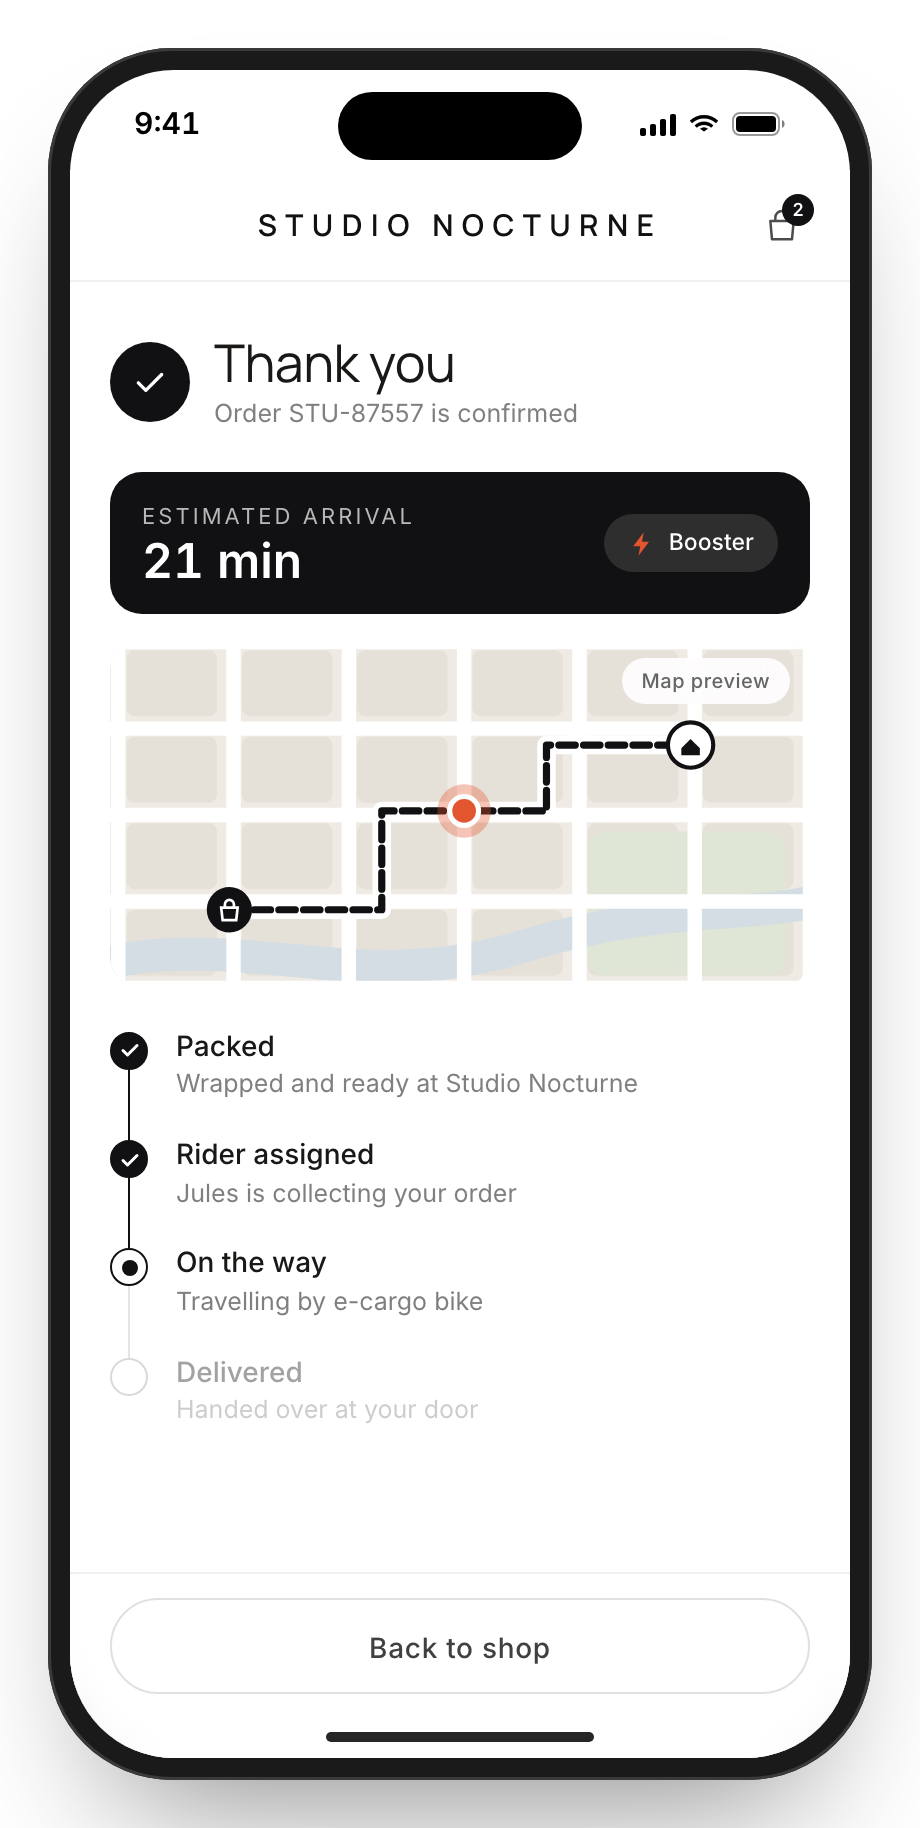 9:41
STUDIO NOCTURNE
2
Thank you
Order STU-87557 is confirmed
ESTIMATED ARRIVAL
21 min
Booster
Map preview
Packed
Wrapped and ready at Studio Nocturne
Rider assigned
Jules is collecting your order
On the way
Travelling by e-cargo bike
Delivered
Handed over at your door
Back to shop